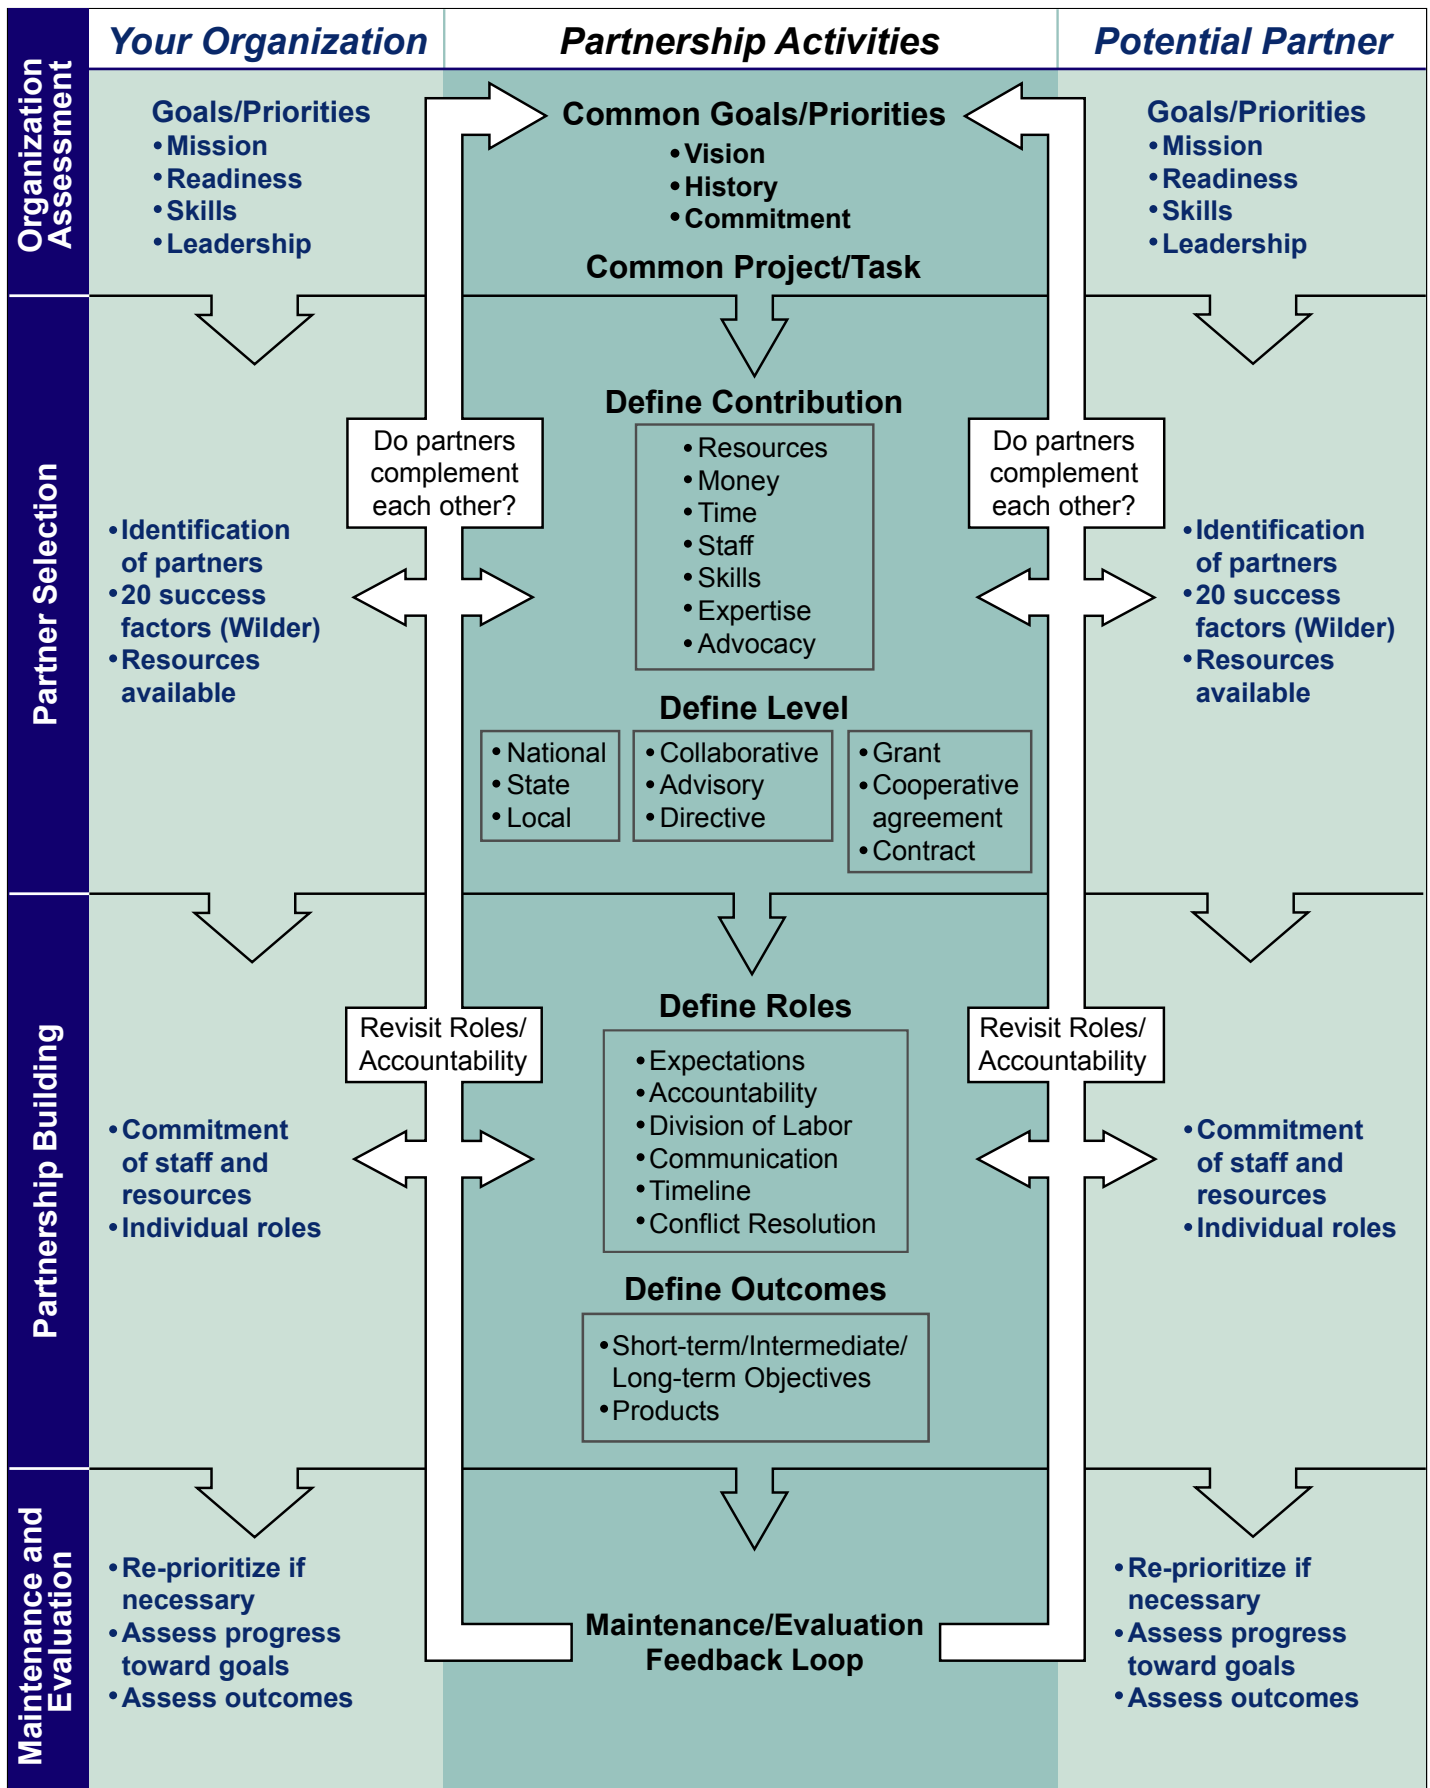 Your Organization
Partnership Activities
Potential Partner
Organization
Assessment
Goals/Priorities
• Mission
• Readiness
• Skills
• Leadership
Common Goals/Priorities
• Vision
• History
• Commitment
Common Project/Task
Goals/Priorities
• Mission
• Readiness
• Skills
• Leadership
Partner Selection
• Identification
of partners
• 20 success
factors (Wilder)
• Resources
available
Do partners
complement
each other?
Define Contribution
• Resources
• Money
• Time
• Staff
• Skills
• Expertise
• Advocacy
Define Level
• National
• State
• Local
• Collaborative
• Advisory
• Directive
• Grant
• Cooperative
agreement
• Contract
Do partners
complement
each other?
• Identification
of partners
• 20 success
factors (Wilder)
• Resources
available
Partnership Building
• Commitment
of staff and
resources
• Individual roles
Revisit Roles/
Accountability
Define Roles
• Expectations
• Accountability
• Division of Labor
• Communication
• Timeline
• Conflict Resolution
Define Outcomes
• Short-term/Intermediate/
Long-term Objectives
• Products
Revisit Roles/
Accountability
• Commitment
of staff and
resources
• Individual roles
Maintenance and
Evaluation
• Re-prioritize if
necessary
• Assess progress
toward goals
• Assess outcomes
Maintenance/Evaluation
Feedback Loop
• Re-prioritize if
necessary
• Assess progress
toward goals
• Assess outcomes